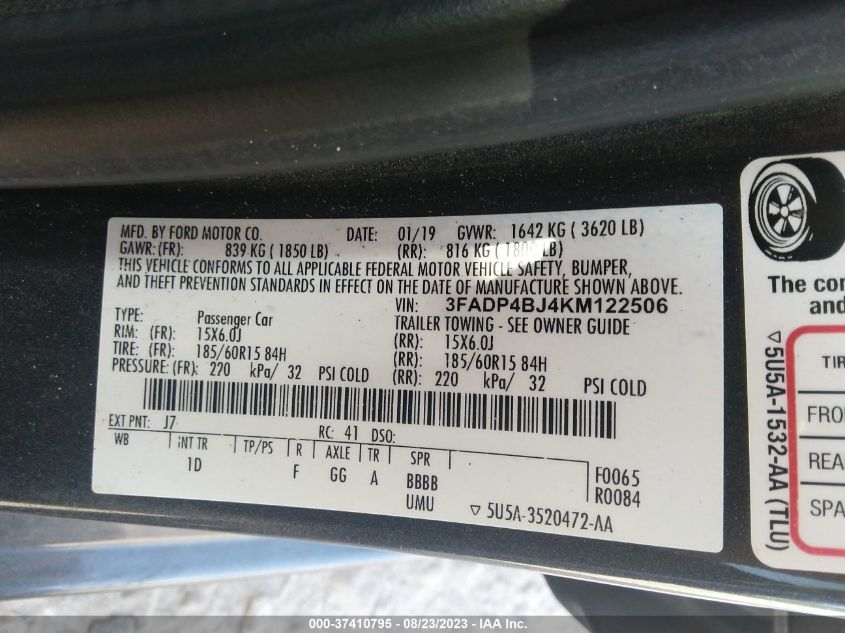 MFD. BY FORD MOTOR CO. DATE: 01/19 GVWR: 1642 KG ( 3620 LB)
GAWR: (FR): 839 KG ( 1850 LB) (RR): 816 KG ( LB)
THIS VEHICLE CONFORMS TO ALL APPLICABLE FEDERAL MOTOR VEHICLE SAFETY, BUMPER,
AND THEFT PREVENTION STANDARDS IN EFFECT ON THE DATE OF MANUFACTURE SHOWN ABOVE.
VIN: 3FADP4BJ4KM122506
TYPE: Passenger Car TRAILER TOWING - SEE OWNER GUIDE
RIM: (FR): 15X6.0J (RR): 15X6.0J
TIRE: (FR): 185/60R15 84H (RR): 185/60R15 84H
PRESSURE: (FR): 220 kPa/ 32 PSI COLD (RR): 220 kPa/ 32 PSI COLD
EXT PNT: J7 RC: 41 DSO:
WB INT TR TP/PS R AXLE TR SPR
1D F GG A BBBB F0065
UMU R0084
▽ 5U5A-3520472-AA
The
and
▽5U5A-1532-AA (TLU)
000-37410795 - 08/23/2023 - IAA Inc.